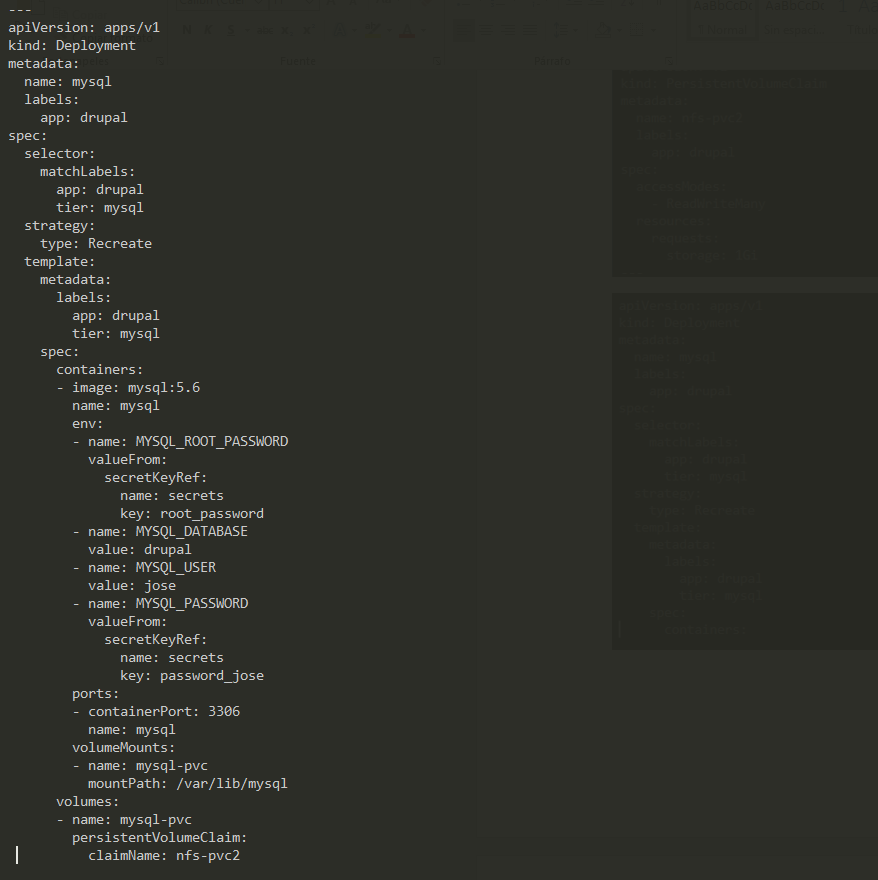 ---
apiVersion: apps/v1
kind: Deployment
metadata:
  name: mysql
  labels:
    app: drupal
spec:
  selector:
    matchLabels:
      app: drupal
      tier: mysql
  strategy:
    type: Recreate
  template:
    metadata:
      labels:
        app: drupal
        tier: mysql
    spec:
      containers:
      - image: mysql:5.6
        name: mysql
        env:
        - name: MYSQL_ROOT_PASSWORD
          valueFrom:
            secretKeyRef:
              name: secrets
              key: root_password
        - name: MYSQL_DATABASE
          value: drupal
        - name: MYSQL_USER
          value: jose
        - name: MYSQL_PASSWORD
          valueFrom:
            secretKeyRef:
              name: secrets
              key: password_jose
        ports:
        - containerPort: 3306
          name: mysql
        volumeMounts:
        - name: mysql-pvc
          mountPath: /var/lib/mysql
      volumes:
      - name: mysql-pvc
        persistentVolumeClaim:
          claimName: nfs-pvc2